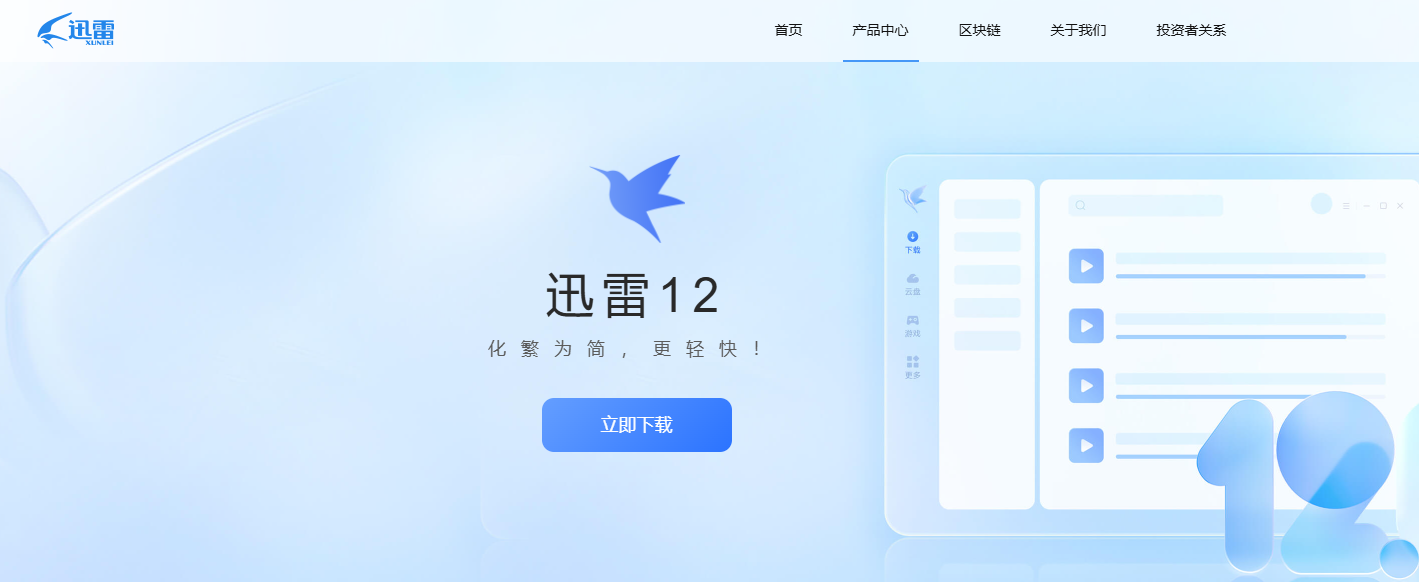 迅雷
XUNLEI
首页 产品中心 区块链 关于我们 投资者关系
迅雷12
化繁为简，更轻快！
立即下载
下载
云盘
游戏
更多
12.